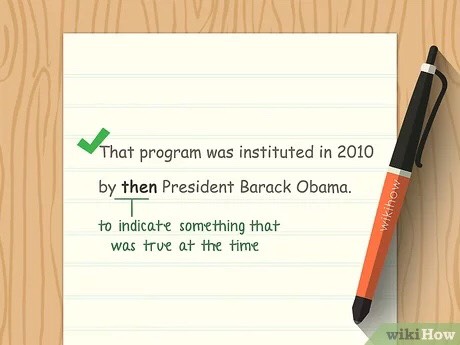 That program was instituted in 2010
by then President Barack Obama.
to indicate something that
was true at the time
wikihow
wikiHow